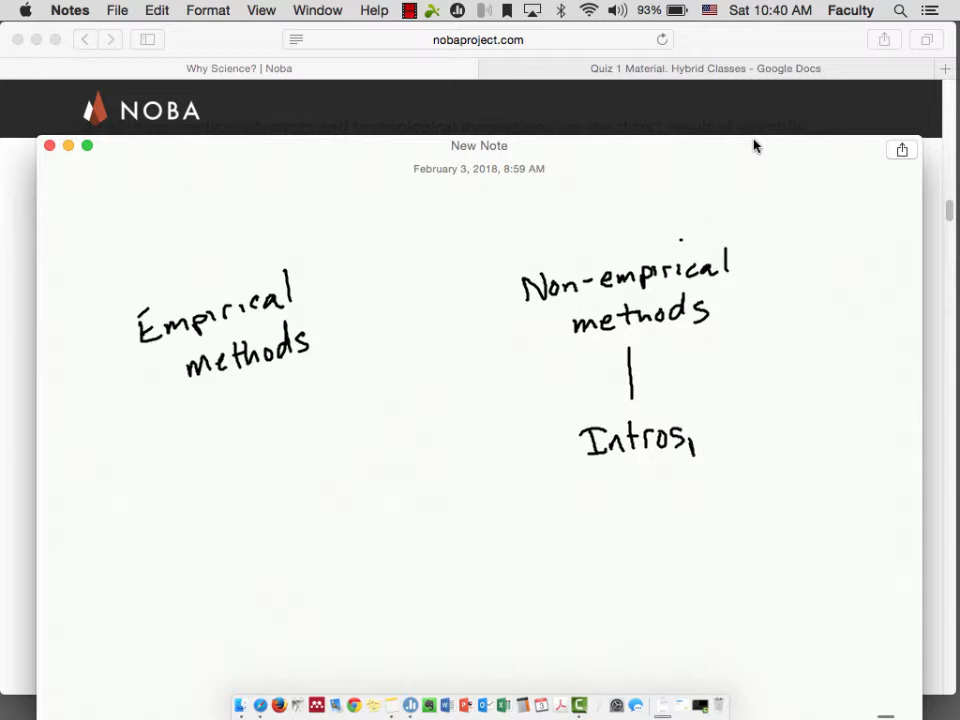 Notes File Edit Format View Window Help 93% Sat 10:40 AM Faculty
nobaproject.com
Why Science? | Noba Quiz 1 Material. Hybrid Classes - Google Docs
NOBA
New Note
February 3, 2018, 8:59 AM
Non-empirical
methods
Empirical
methods
Intros